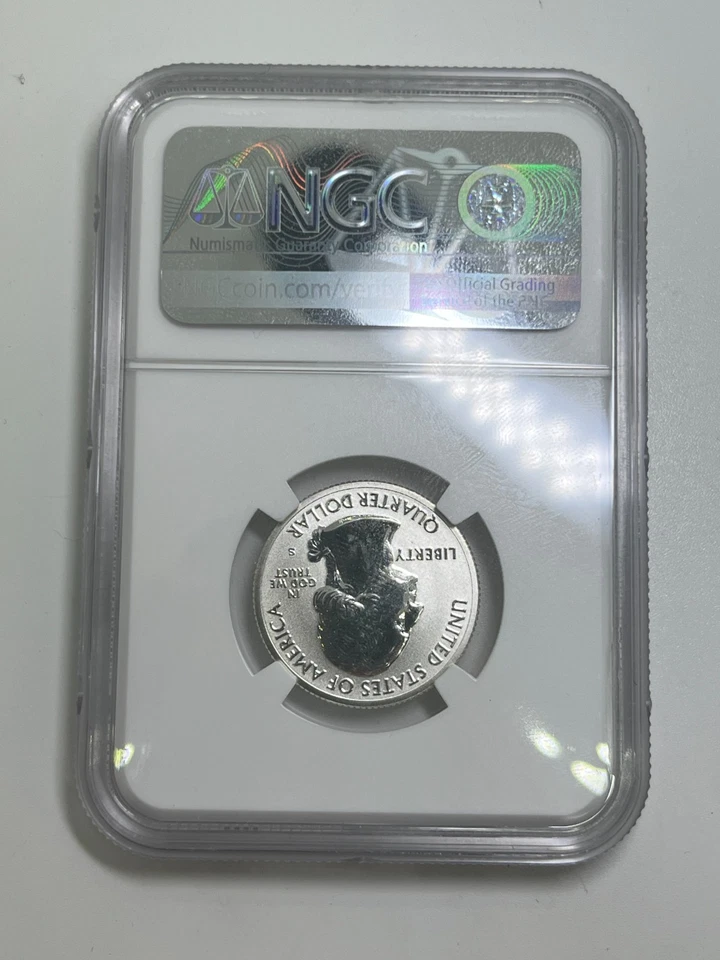 NGC
Numismatic Guaranty Corporation
NGCcoin.com/verify
Official Grading
Service of the PNG
UNITED STATES OF AMERICA
LIBERTY
IN
GOD WE
TRUST
S
QUARTER DOLLAR